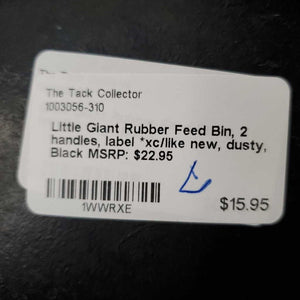 The Tack Collector
1003056-310
Little Giant Rubber Feed Bin, 2
handles, label *xc/like new, dusty,
Black MSRP: $22.95
1WWRXE
$15.95